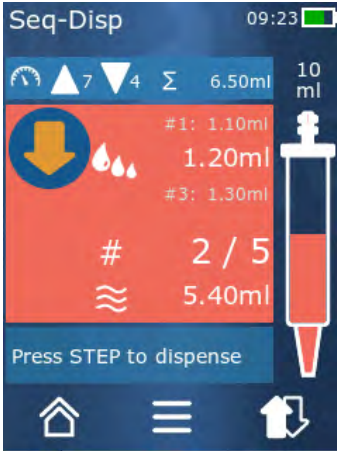 Seq-Disp 09:23
7 4 Σ 6.50ml
10 ml
#1: 1.10ml
1.20ml
#3: 1.30ml
# 2 / 5
5.40ml
Press STEP to dispense